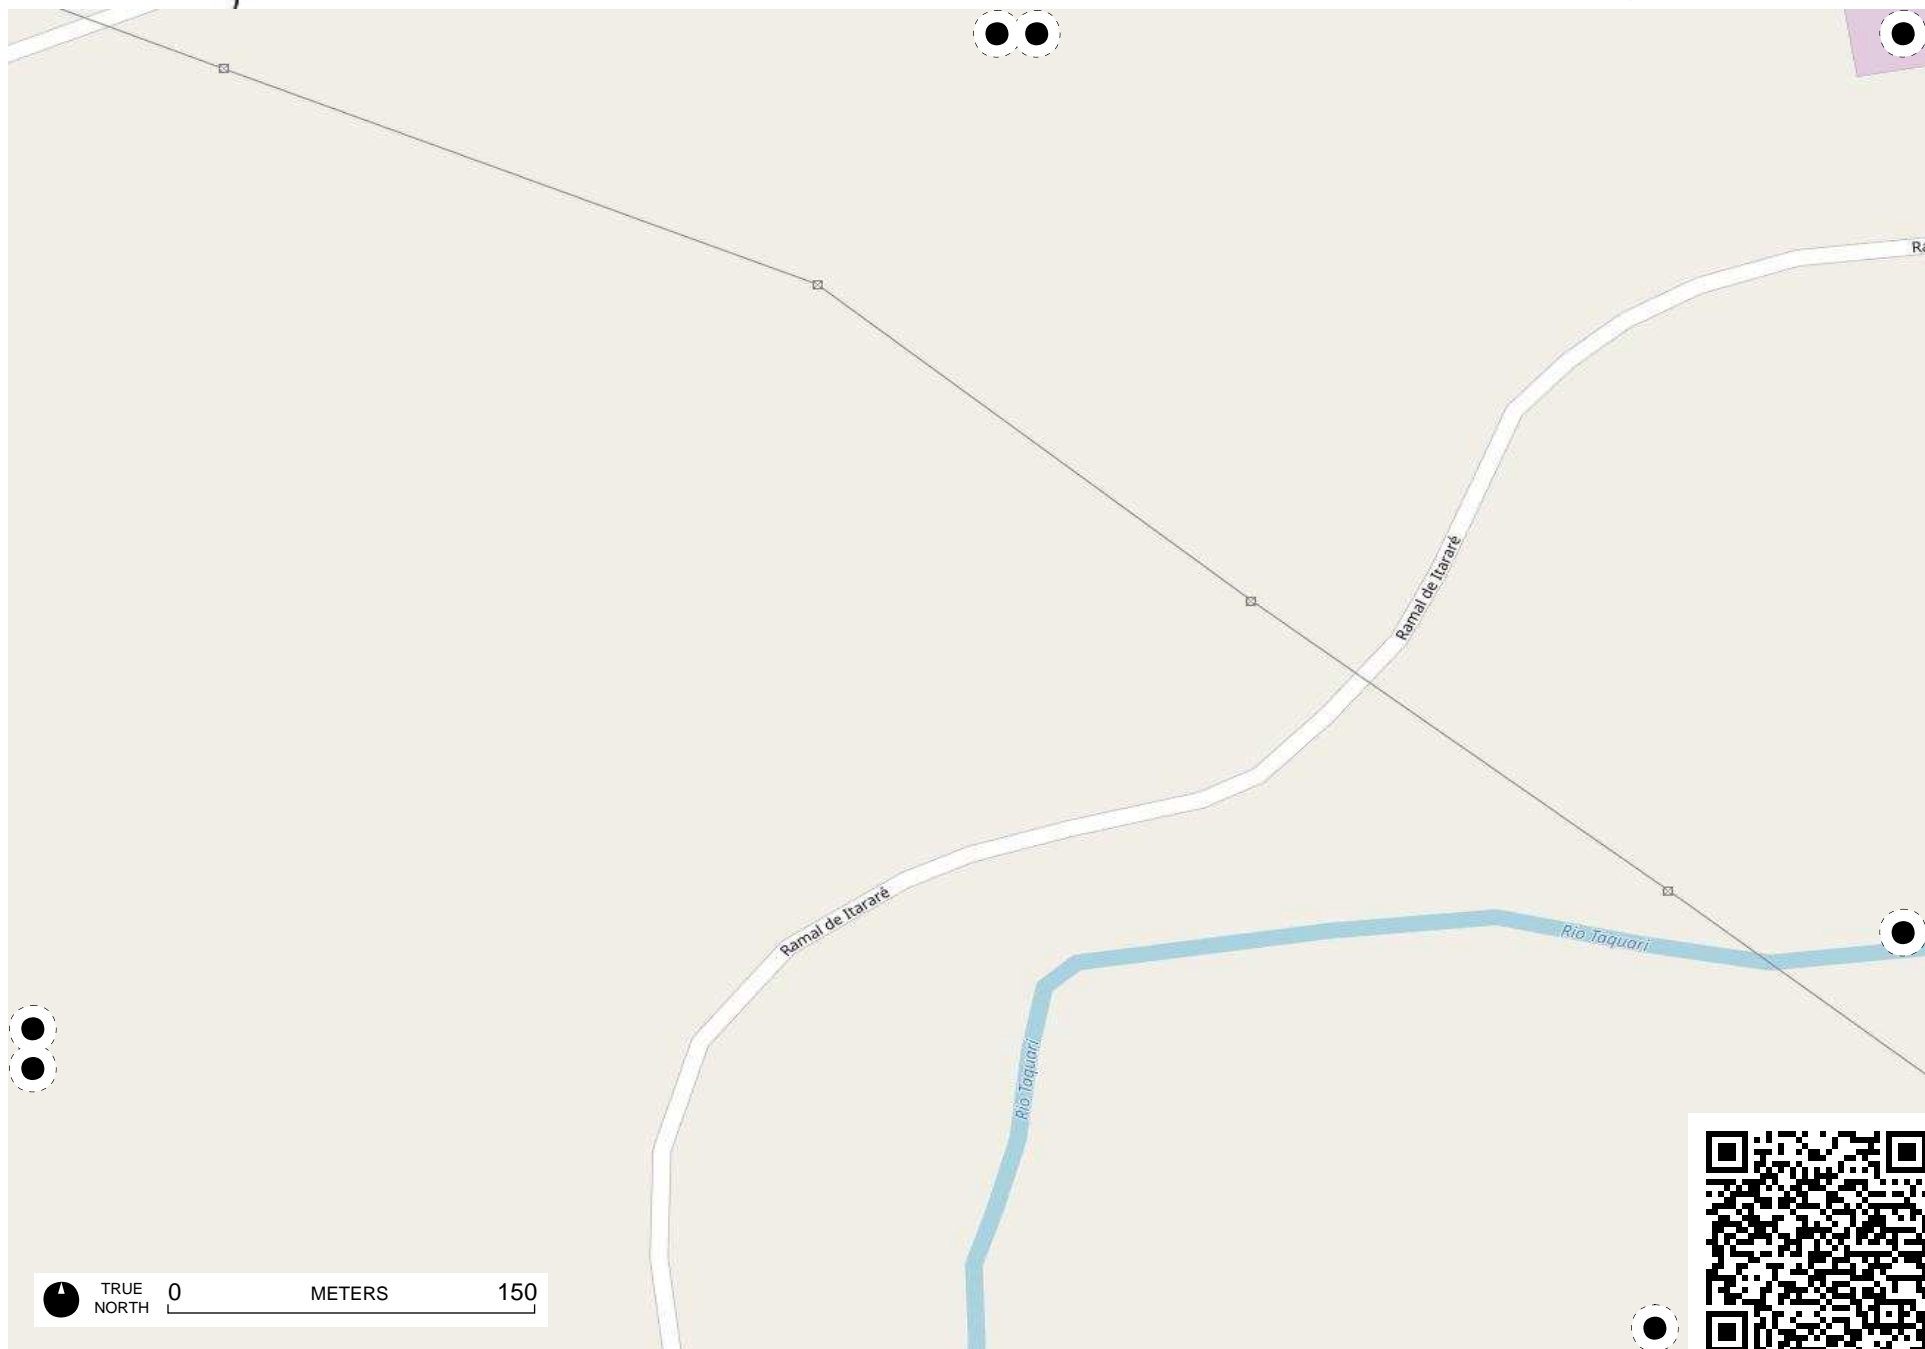 Ramal de Itararé
Ramal de Itararé
Rio Taquari
Rio Taquari
TRUE
NORTH
0 METERS 150